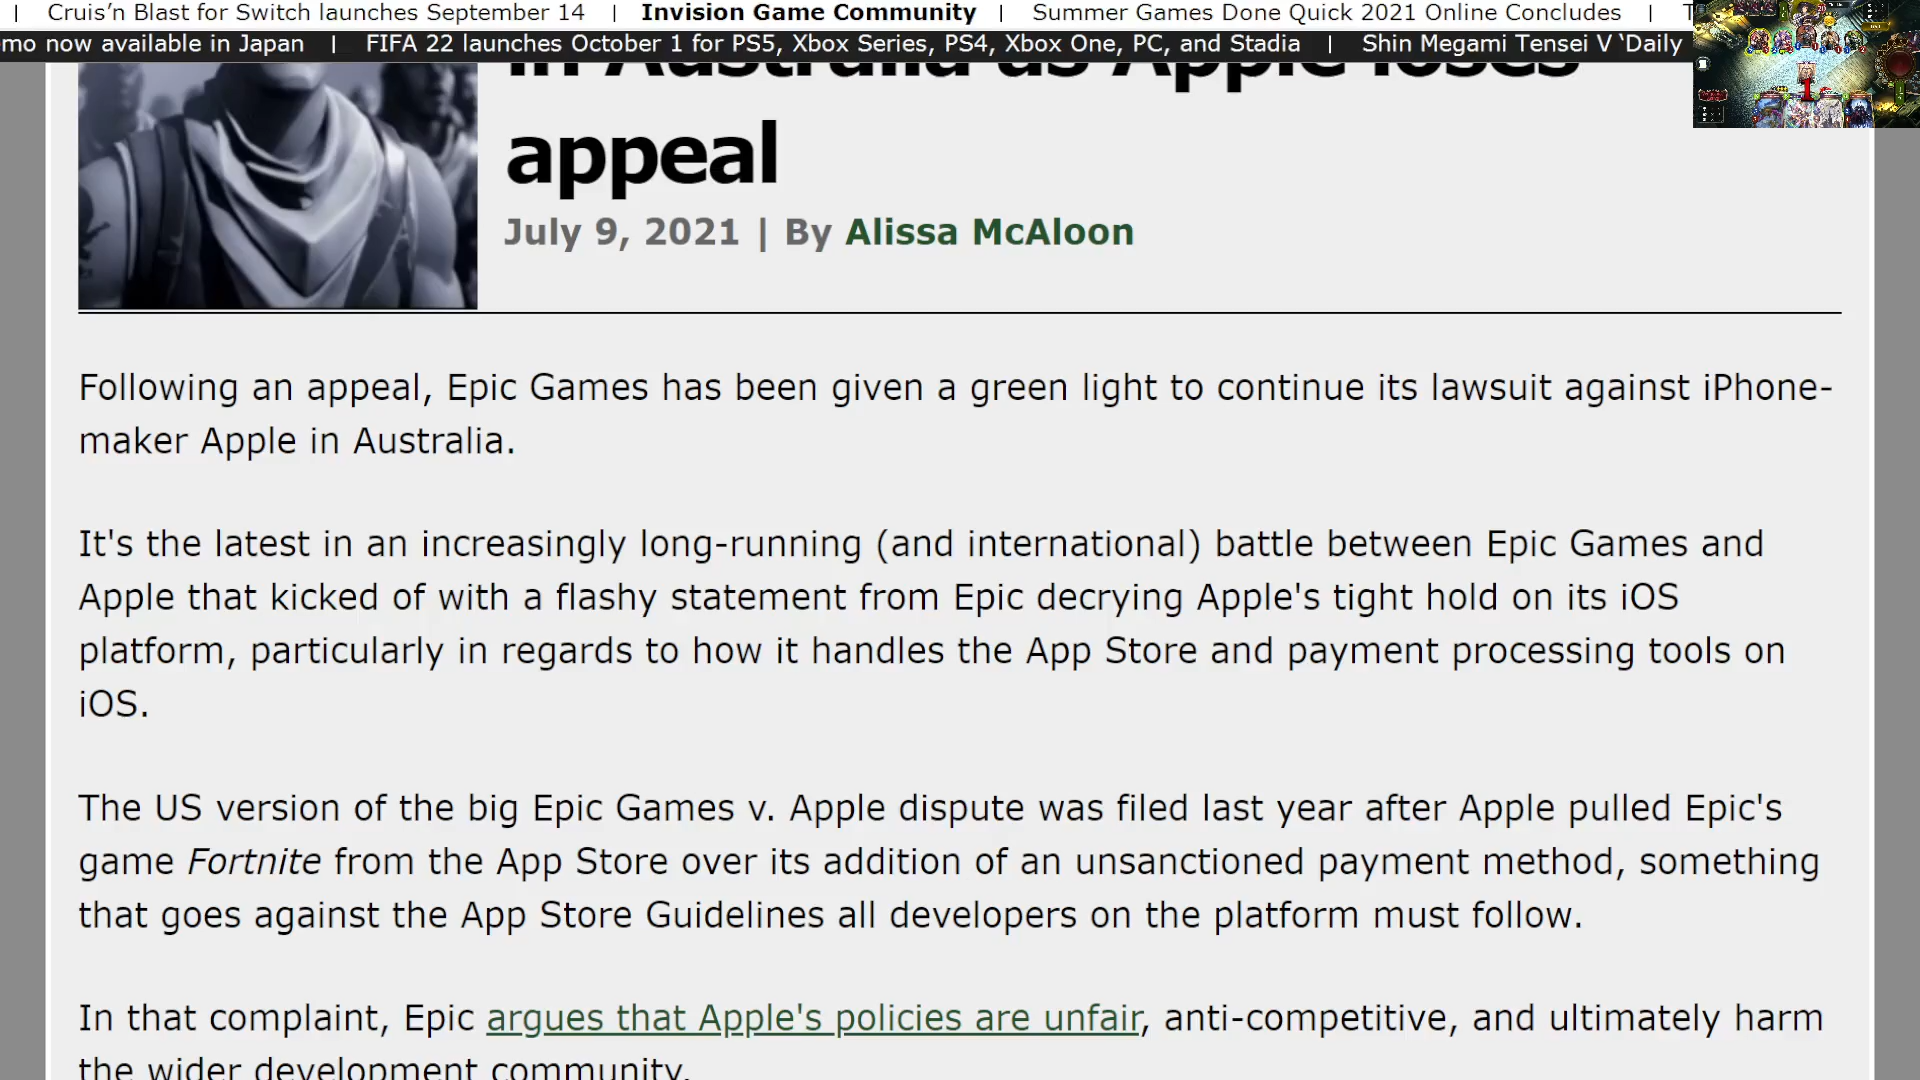 | Cruis’n Blast for Switch launches September 14 | Invision Game Community | Summer Games Done Quick 2021 Online Concludes |
mo now available in Japan | FIFA 22 launches October 1 for PS5, Xbox Series, PS4, Xbox One, PC, and Stadia | Shin Megami Tensei V ‘Daily
in Australia as Apple loses
appeal
July 9, 2021 | By Alissa McAloon
Following an appeal, Epic Games has been given a green light to continue its lawsuit against iPhone-
maker Apple in Australia.
It's the latest in an increasingly long-running (and international) battle between Epic Games and
Apple that kicked of with a flashy statement from Epic decrying Apple's tight hold on its iOS
platform, particularly in regards to how it handles the App Store and payment processing tools on
iOS.
The US version of the big Epic Games v. Apple dispute was filed last year after Apple pulled Epic's
game Fortnite from the App Store over its addition of an unsanctioned payment method, something
that goes against the App Store Guidelines all developers on the platform must follow.
In that complaint, Epic argues that Apple's policies are unfair, anti-competitive, and ultimately harm
the wider development community.